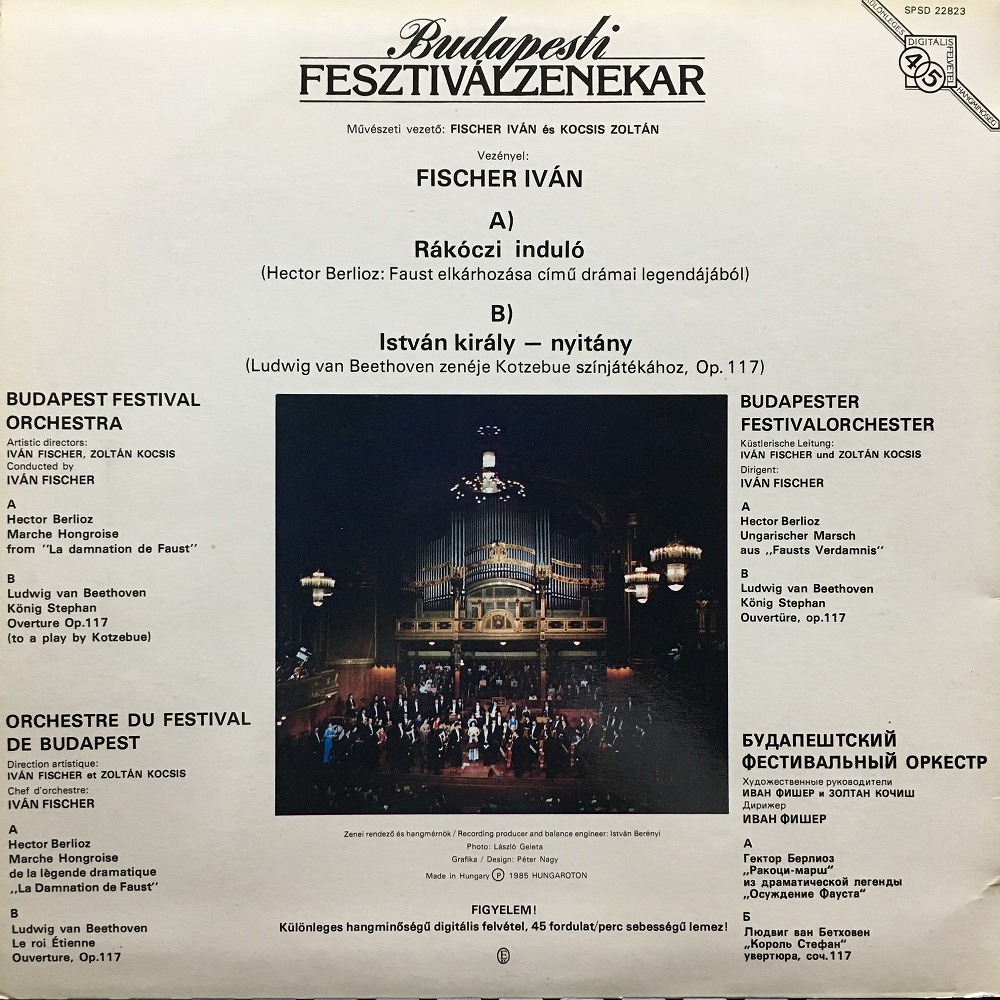 SPSD 22823
KÜLÖNLEGES
DIGITÁLIS
FELVÉTEL
45
HANGMINŐSÉG
Budapesti
FESZTIVÁLZENEKAR
Művészeti vezető: FISCHER IVÁN és KOCSIS ZOLTÁN
Vezényel:
FISCHER IVÁN
A)
Rákóczi induló
(Hector Berlioz: Faust elkárhozása című drámai legendájából)
B)
István király – nyitány
(Ludwig van Beethoven zenéje Kotzebue színjátékához, Op. 117)
BUDAPEST FESTIVAL
ORCHESTRA
Artistic directors:
IVÁN FISCHER, ZOLTÁN KOCSIS
Conducted by
IVÁN FISCHER
A
Hector Berlioz
Marche Hongroise
from ''La damnation de Faust''
B
Ludwig van Beethoven
König Stephan
Overture Op.117
(to a play by Kotzebue)
ORCHESTRE DU FESTIVAL
DE BUDAPEST
Direction artistique:
IVÁN FISCHER et ZOLTÁN KOCSIS
Chef d'orchestre:
IVÁN FISCHER
A
Hector Berlioz
Marche Hongroise
de la lègende dramatique
,,La Damnation de Faust''
B
Ludwig van Beethoven
Le roi Étienne
Ouverture, Op.117
BUDAPESTER
FESTIVALORCHESTER
Küstlerische Leitung:
IVÁN FISCHER und ZOLTÁN KOCSIS
Dirigent:
IVÁN FISCHER
A
Hector Berlioz
Ungarischer Marsch
aus ,,Fausts Verdamnis''
B
Ludwig van Beethoven
König Stephan
Ouvertüre, op.117
БУДАПЕШТСКИЙ
ФЕСТИВАЛЬНЫЙ ОРКЕСТР
Художественные руководители
ИВАН ФИШЕР и ЗОЛТАН КОЧИШ
Дирижер
ИВАН ФИШЕР
А
Гектор Берлиоз
„Ракоци-марш“
из драматической легенды
„Осуждение Фауста“
Б
Людвиг ван Бетховен
„Король Стефан“
увертюра, соч.117
Zenei rendező és hangmérnök / Recording producer and balance engineer: István Berényi
Photo: László Geleta
Grafika / Design: Péter Nagy
Made in Hungary Ⓟ 1985 HUNGAROTON
FIGYELEM!
Különleges hangminőségű digitális felvétel, 45 fordulat/perc sebességű lemez!